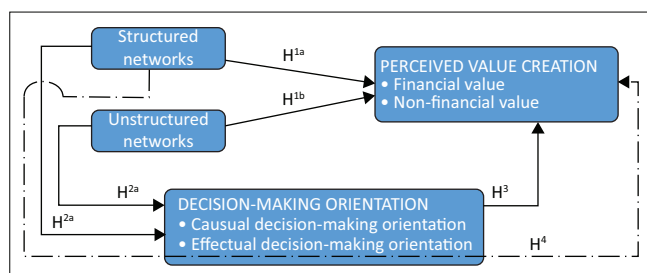 Structured
networks
H1a
PERCEIVED VALUE CREATION
• Financial value
• Non-financial value
H1b
Unstructured
networks
H2a
H2a
DECISION-MAKING ORIENTATION
• Causual decision-making orientation
• Effectual decision-making orientation
H3
H4